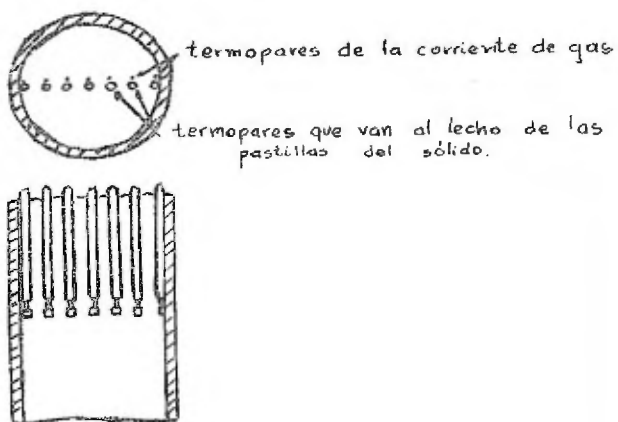 termopares de la corriente de gas
termopares que van al lecho de las
pastillas del sólido.